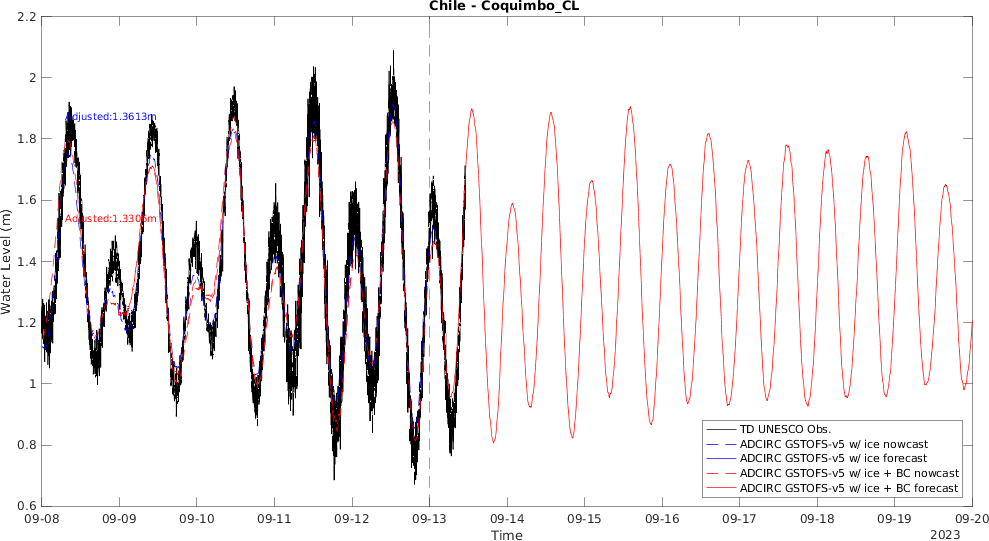 Chile - Coquimbo_CL
2.2
2
1.8
1.6
1.4
1.2
1
0.8
0.6
Water Level (m)
Adjusted:1.3613m
Adjusted:1.3306m
TD UNESCO Obs.
ADCIRC GSTOFS-v5 w/ ice nowcast
ADCIRC GSTOFS-v5 w/ ice forecast
ADCIRC GSTOFS-v5 w/ ice + BC nowcast
ADCIRC GSTOFS-v5 w/ ice + BC forecast
09-08 09-09 09-10 09-11 09-12 09-13 09-14 09-15 09-16 09-17 09-18 09-19 09-20
Time
2023